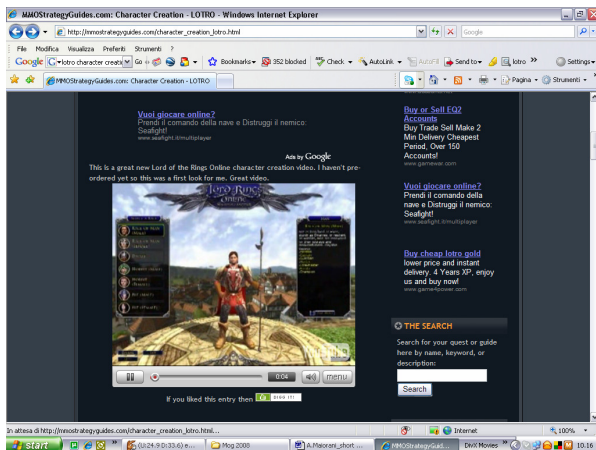 MMOStrategyGuides.com: Character Creation - LOTRO - Windows Internet Explorer
http://mmostrategyguides.com/character_creation_lotro.html
Google
File Modifica Visualizza Preferiti Strumenti ?
Google lotro character creati Go Bookmarks 352 blocked Check AutoLink AutoFill Send to lotro Settings
MMOStrategyGuides.com: Character Creation - LOTRO
Pagina Strumenti
Vuoi giocare online?
Prendi il comando della nave e Distruggi il nemico:
Seafight!
www.seafight.it/multiplayer
Ads by Google
This is a great new Lord of the Rings Online character creation video. I haven't pre-
ordered yet so this was a first look for me. Great video.
0:04 menu
If you liked this entry then DIGG IT!
Buy or Sell EQ2
Accounts
Buy Trade Sell Make 2
Min Delivery Cheapest
Period, Over 150
Accounts!
www.gamewar.com
Vuoi giocare online?
Prendi il comando della
nave e Distruggi il nemico:
Seafight!
www.seafight.it/multiplayer
Buy cheap lotro gold
lower price and instant
delivery. 4 Years XP, enjoy
us and buy now!
www.game4power.com
THE SEARCH
Search for your quest or guide
here by name, keyword, or
description:
Search
In attesa di http://mmostrategyguides.com/character_creation_lotro.html...
Internet 100%
start (U:24.9 D:33.6) e... Mog 2008 A.Maiorani_short ... MMOStrategyGuid... DivX Movies 10.16